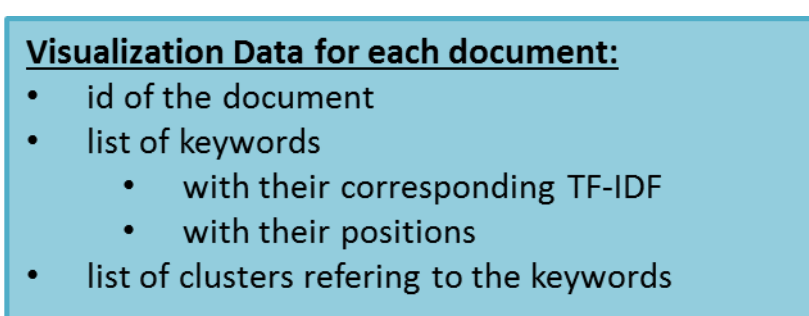 Visualization Data for each document:
• id of the document
• list of keywords
• with their corresponding TF-IDF
• with their positions
• list of clusters refering to the keywords